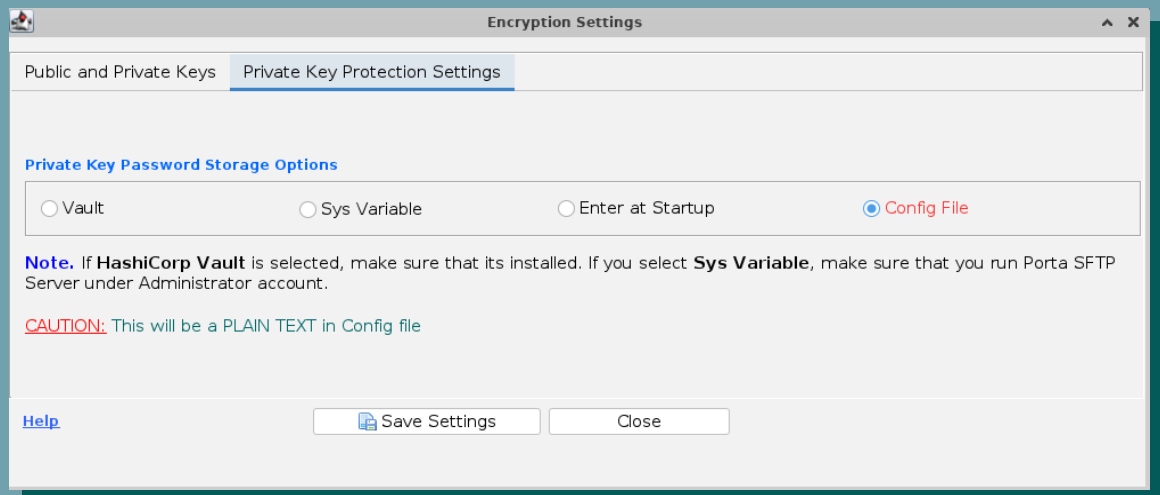 Encryption Settings
Public and Private Keys
Private Key Protection Settings
Private Key Password Storage Options
Vault
Sys Variable
Enter at Startup
Config File
Note. If HashiCorp Vault is selected, make sure that its installed. If you select Sys Variable, make sure that you run Porta SFTP
Server under Administrator account.
CAUTION: This will be a PLAIN TEXT in Config file
Help
Save Settings
Close